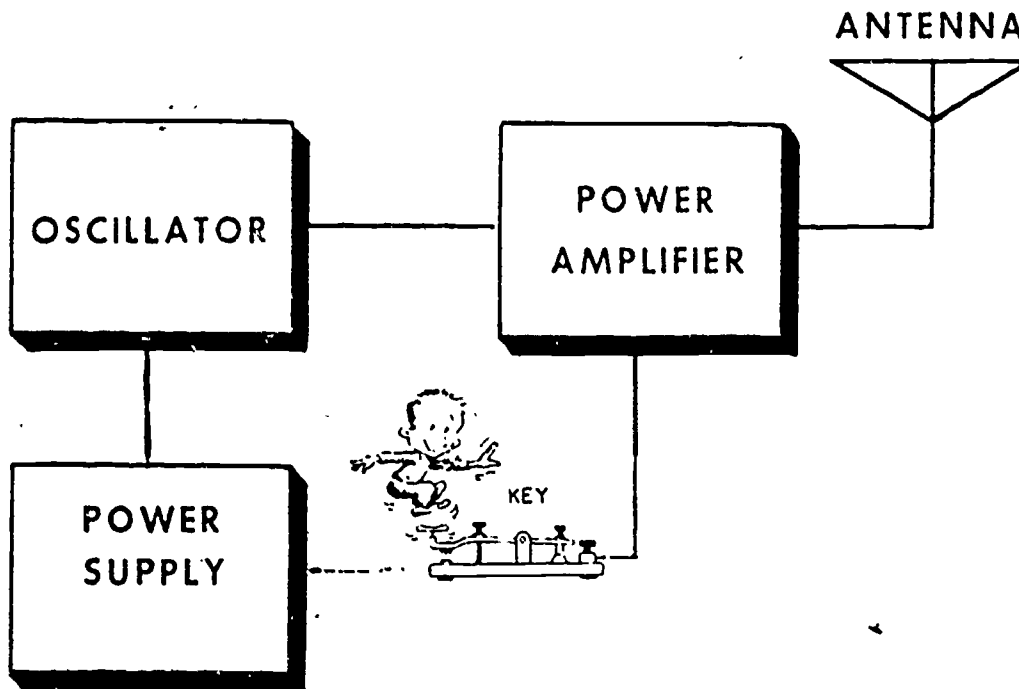 ANTENNA
OSCILLATOR
POWER
AMPLIFIER
KEY
POWER
SUPPLY